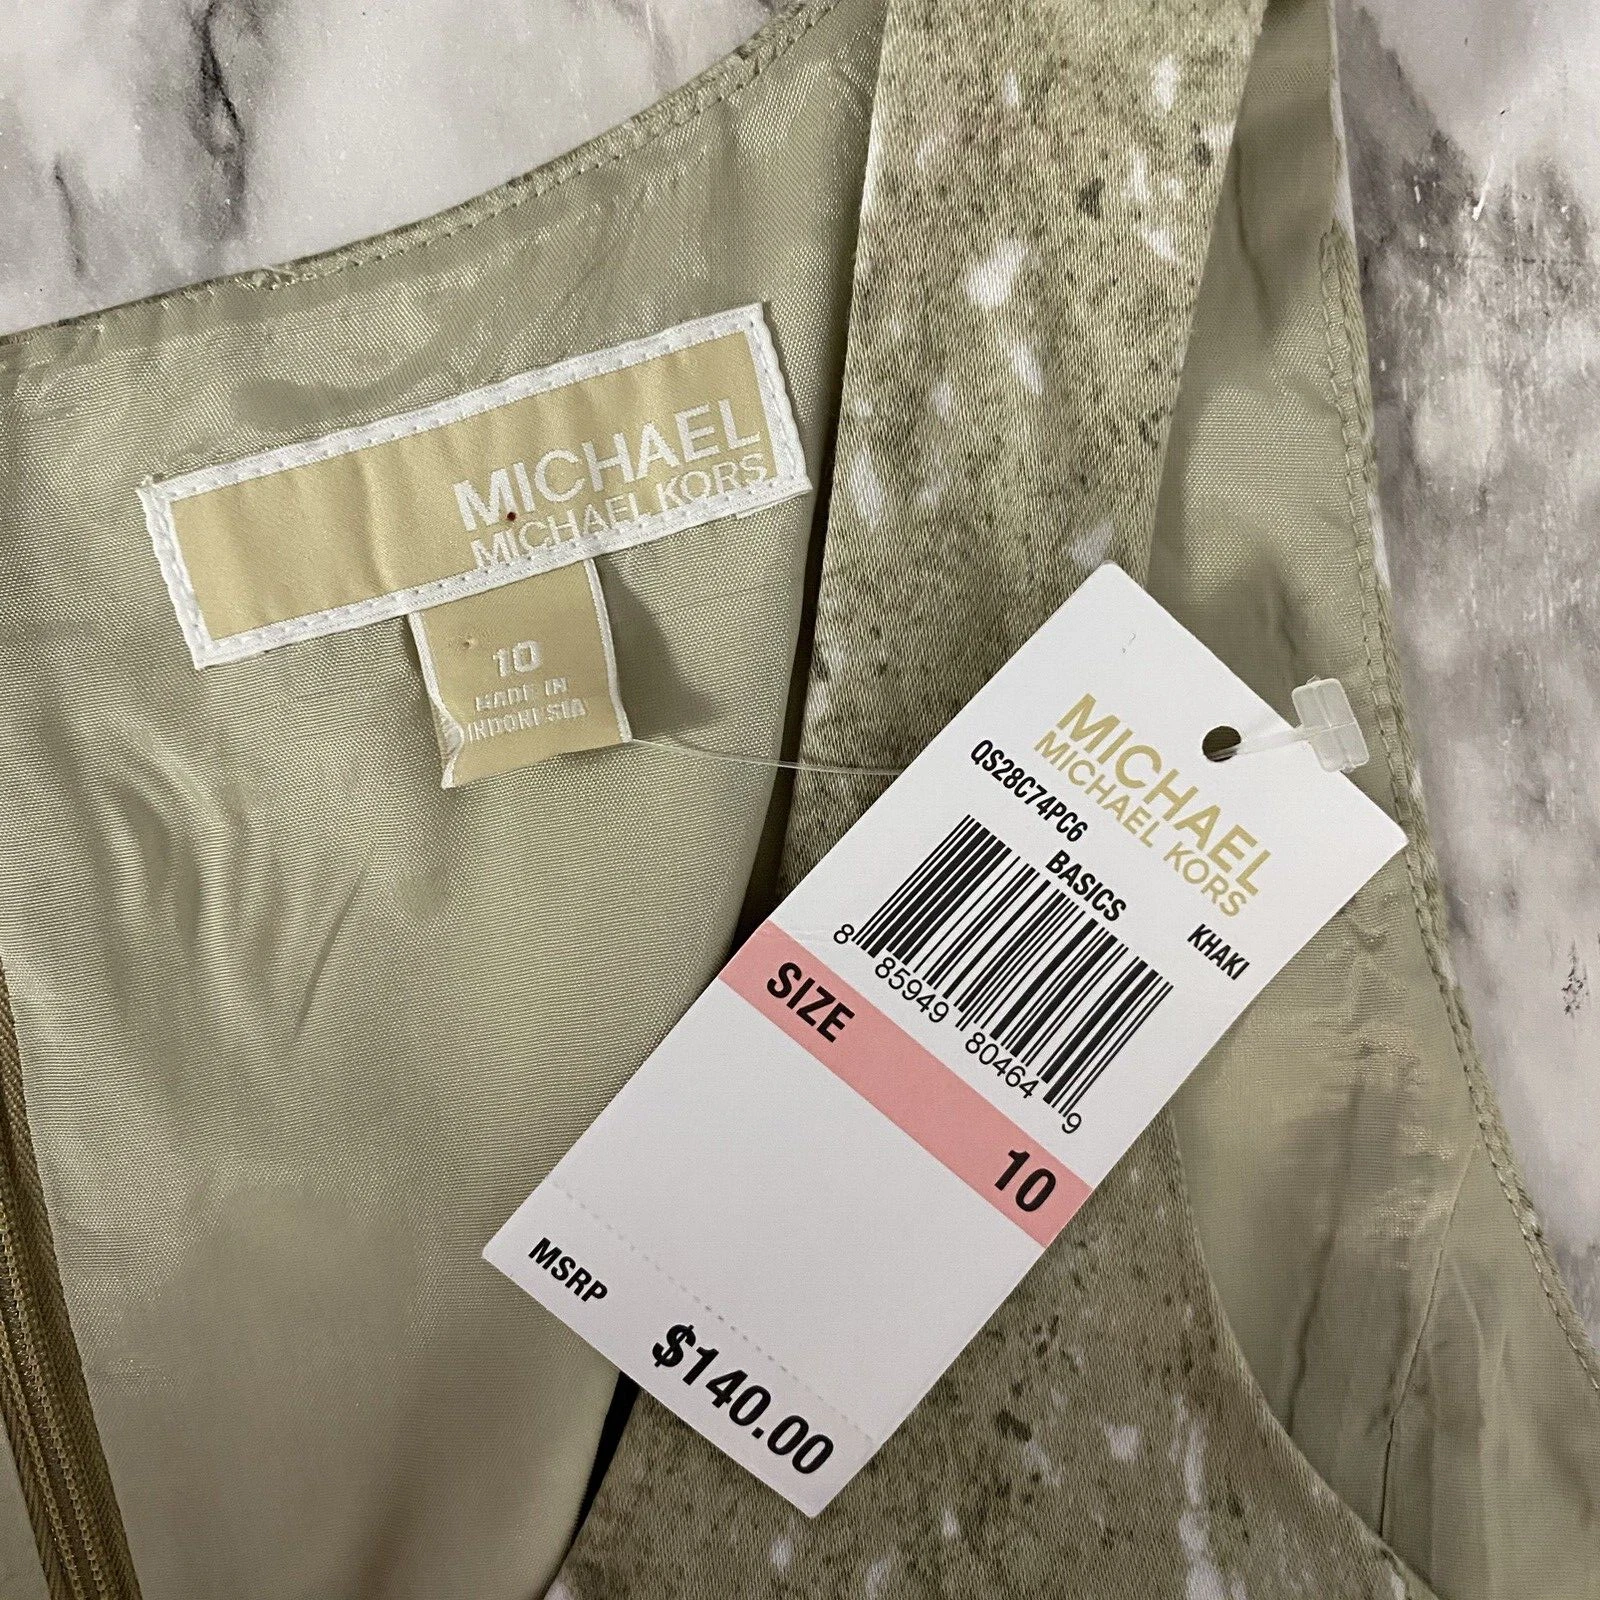 MICHAEL
MICHAEL KORS
10
MADE IN
INDONESIA
MICHAEL
MICHAEL KORS
QS28C74PC6
BASICS
KHAKI
8 85949 80464 9
SIZE
10
MSRP
$140.00